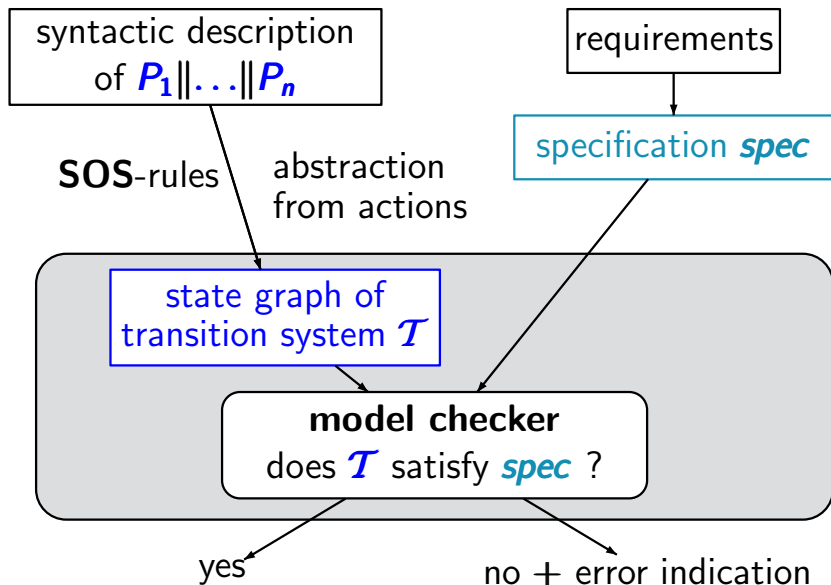 syntactic description
of P₁‖...‖Pₙ
requirements
specification spec
SOS-rules
abstraction
from actions
state graph of
transition system 𝒯
model checker
does 𝒯 satisfy spec ?
yes
no + error indication